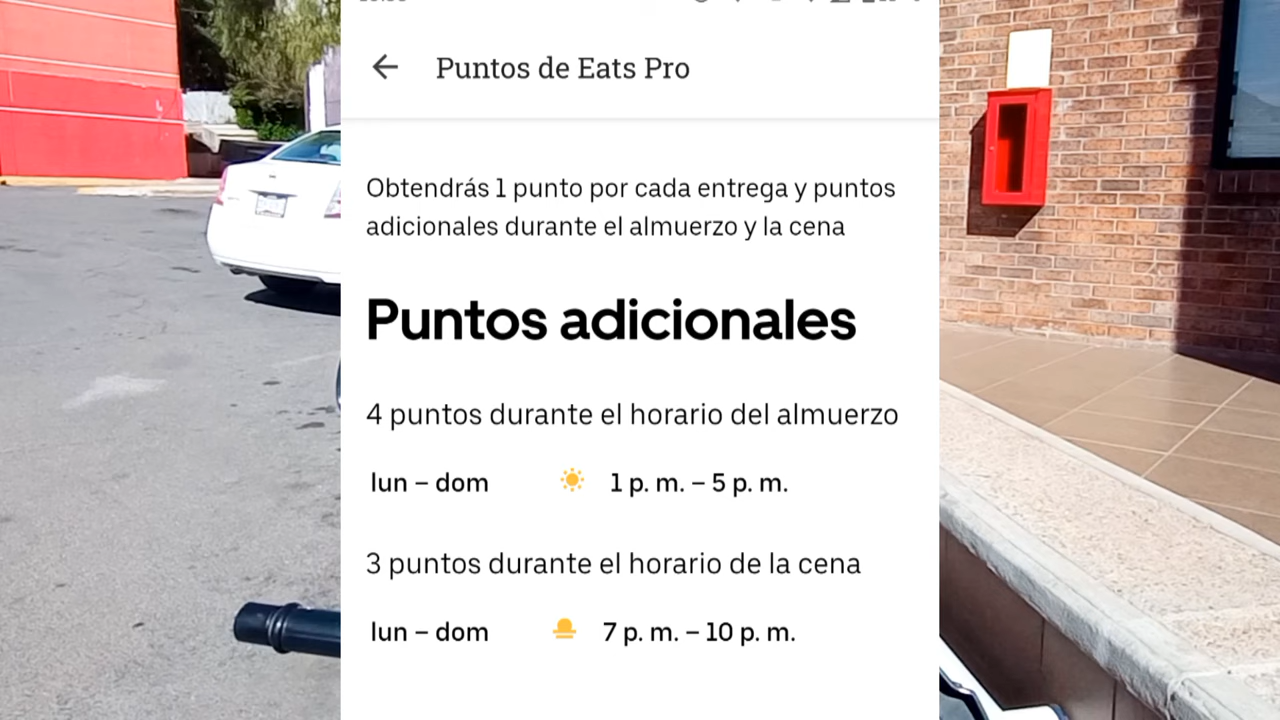 Puntos de Eats Pro
Obtendrás 1 punto por cada entrega y puntos
adicionales durante el almuerzo y la cena
Puntos adicionales
4 puntos durante el horario del almuerzo
lun – dom 1 p. m. – 5 p. m.
3 puntos durante el horario de la cena
lun – dom 7 p. m. – 10 p. m.